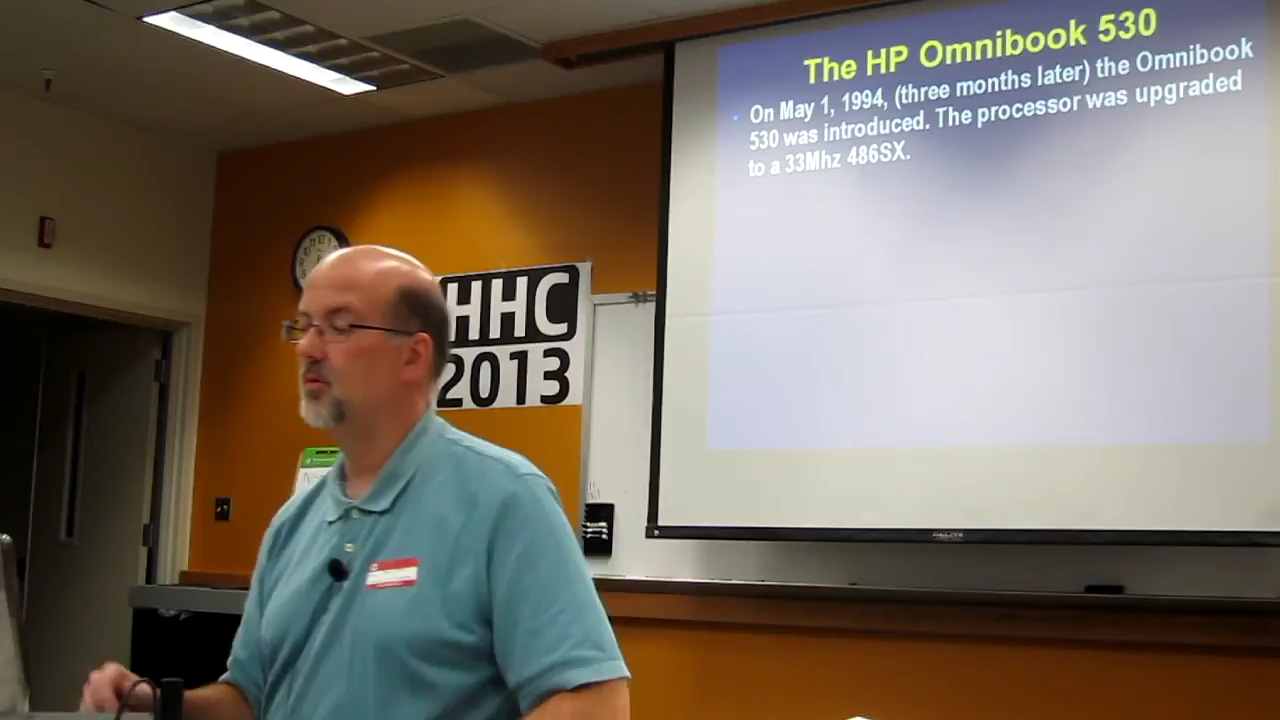 The HP Omnibook 530
On May 1, 1994, (three months later) the Omnibook
530 was introduced. The processor was upgraded
to a 33Mhz 486SX.
HHC
2013